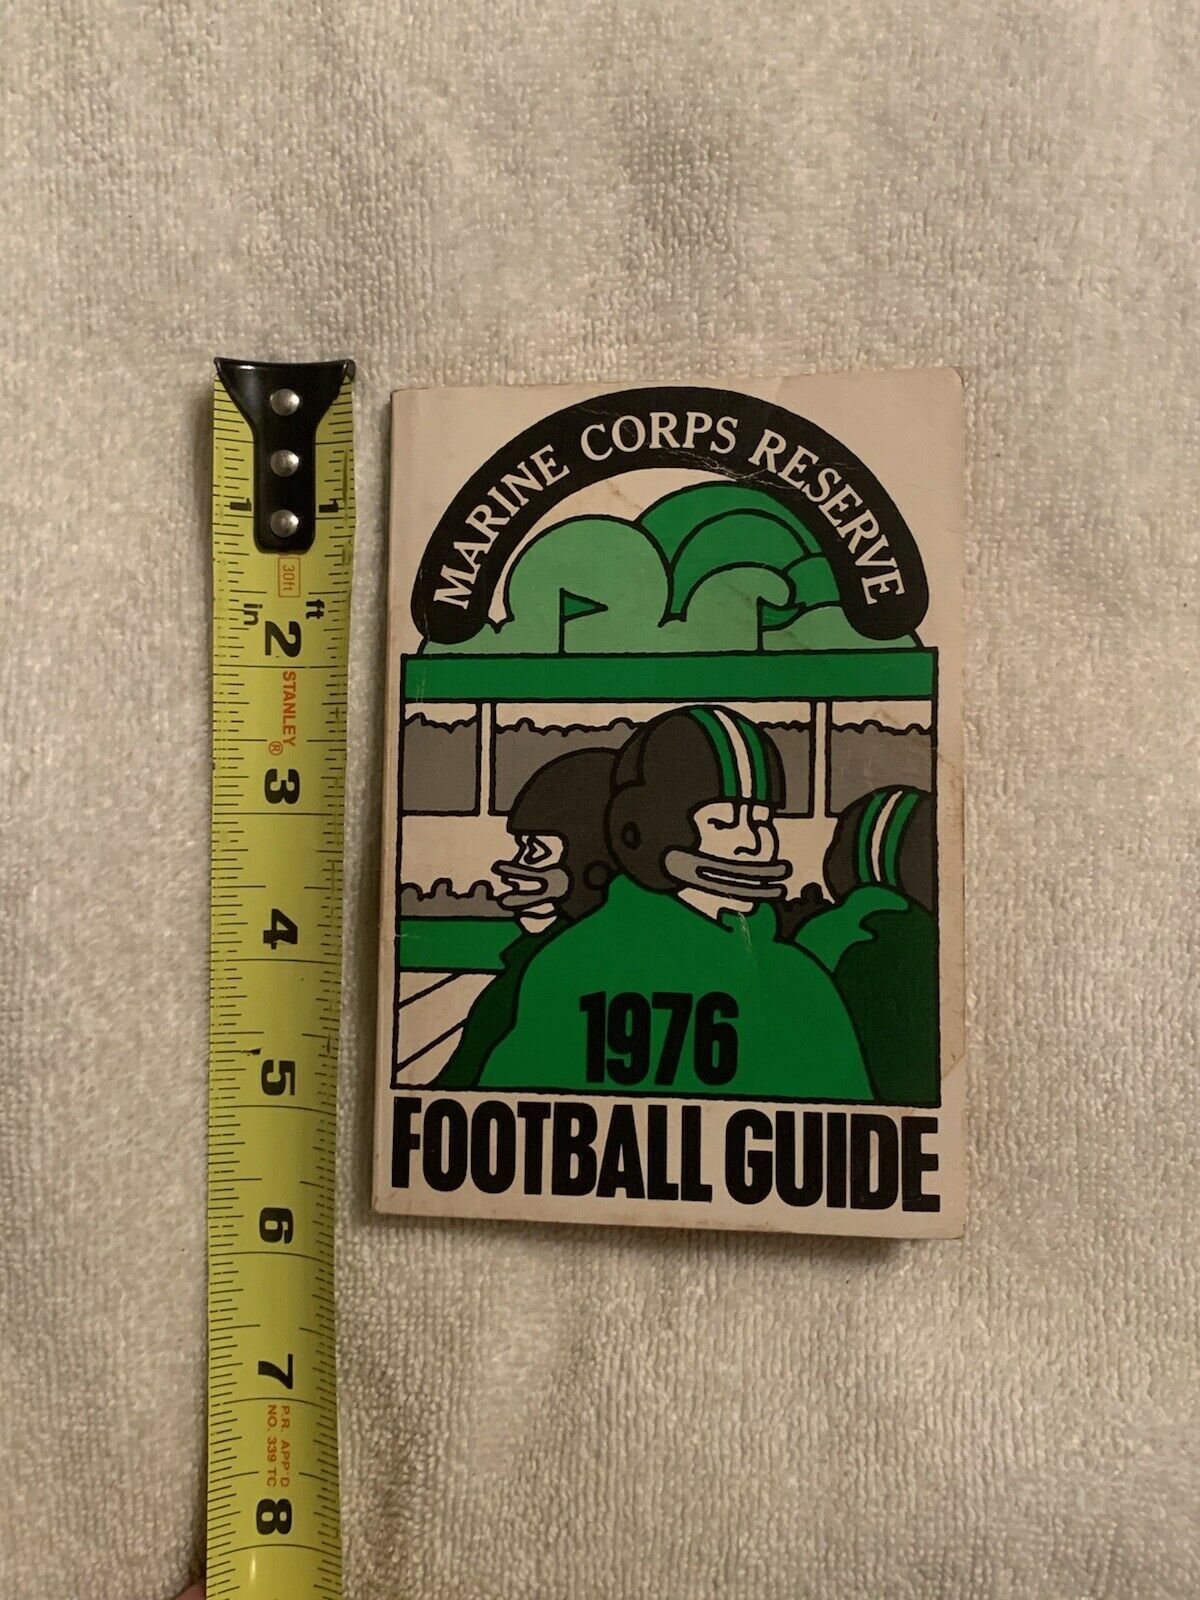 MARINE CORPS RESERVE
1976
FOOTBALL GUIDE
1 1
30ft
in ft
2
STANLEY®
3
4
5
6
7
P.R. APP'D
NO. 339 TC
8